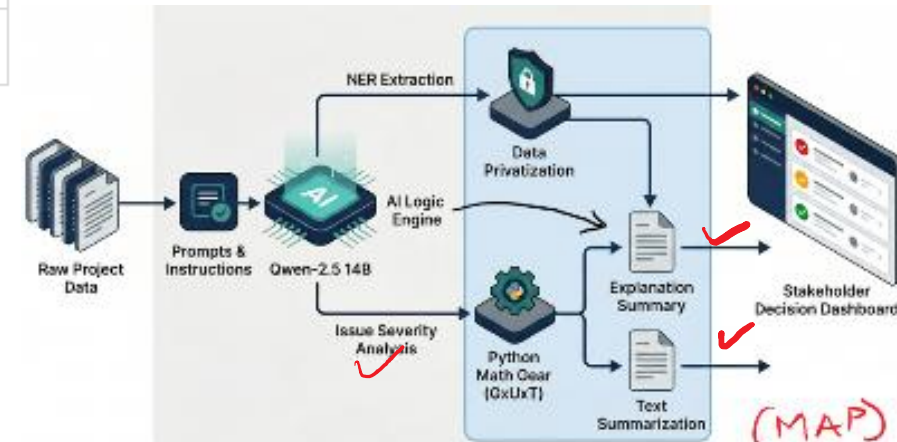 NER Extraction
Data
Privatization
AI
AI Logic
Engine
Raw Project
Data
Prompts &
Instructions
Qwen-2.5 14B
Explanation
Summary
Stakeholder
Decision Dashboard
Issue Severity
Analysis
Python
Math Gear
(GxUxT)
Text
Summarization
(MAP)